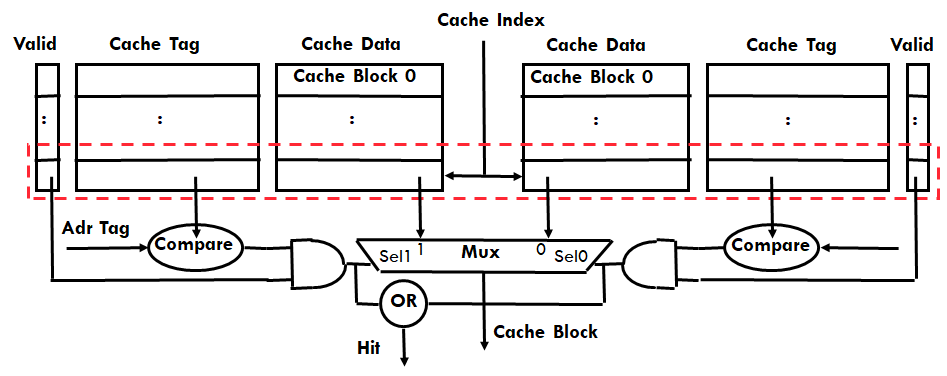 Cache Index
Valid Cache Tag Cache Data Cache Data Cache Tag Valid
Cache Block 0 Cache Block 0
: : : : : :
Adr Tag
Compare Compare
Sel1 1 Mux 0 Sel0
OR
Cache Block
Hit